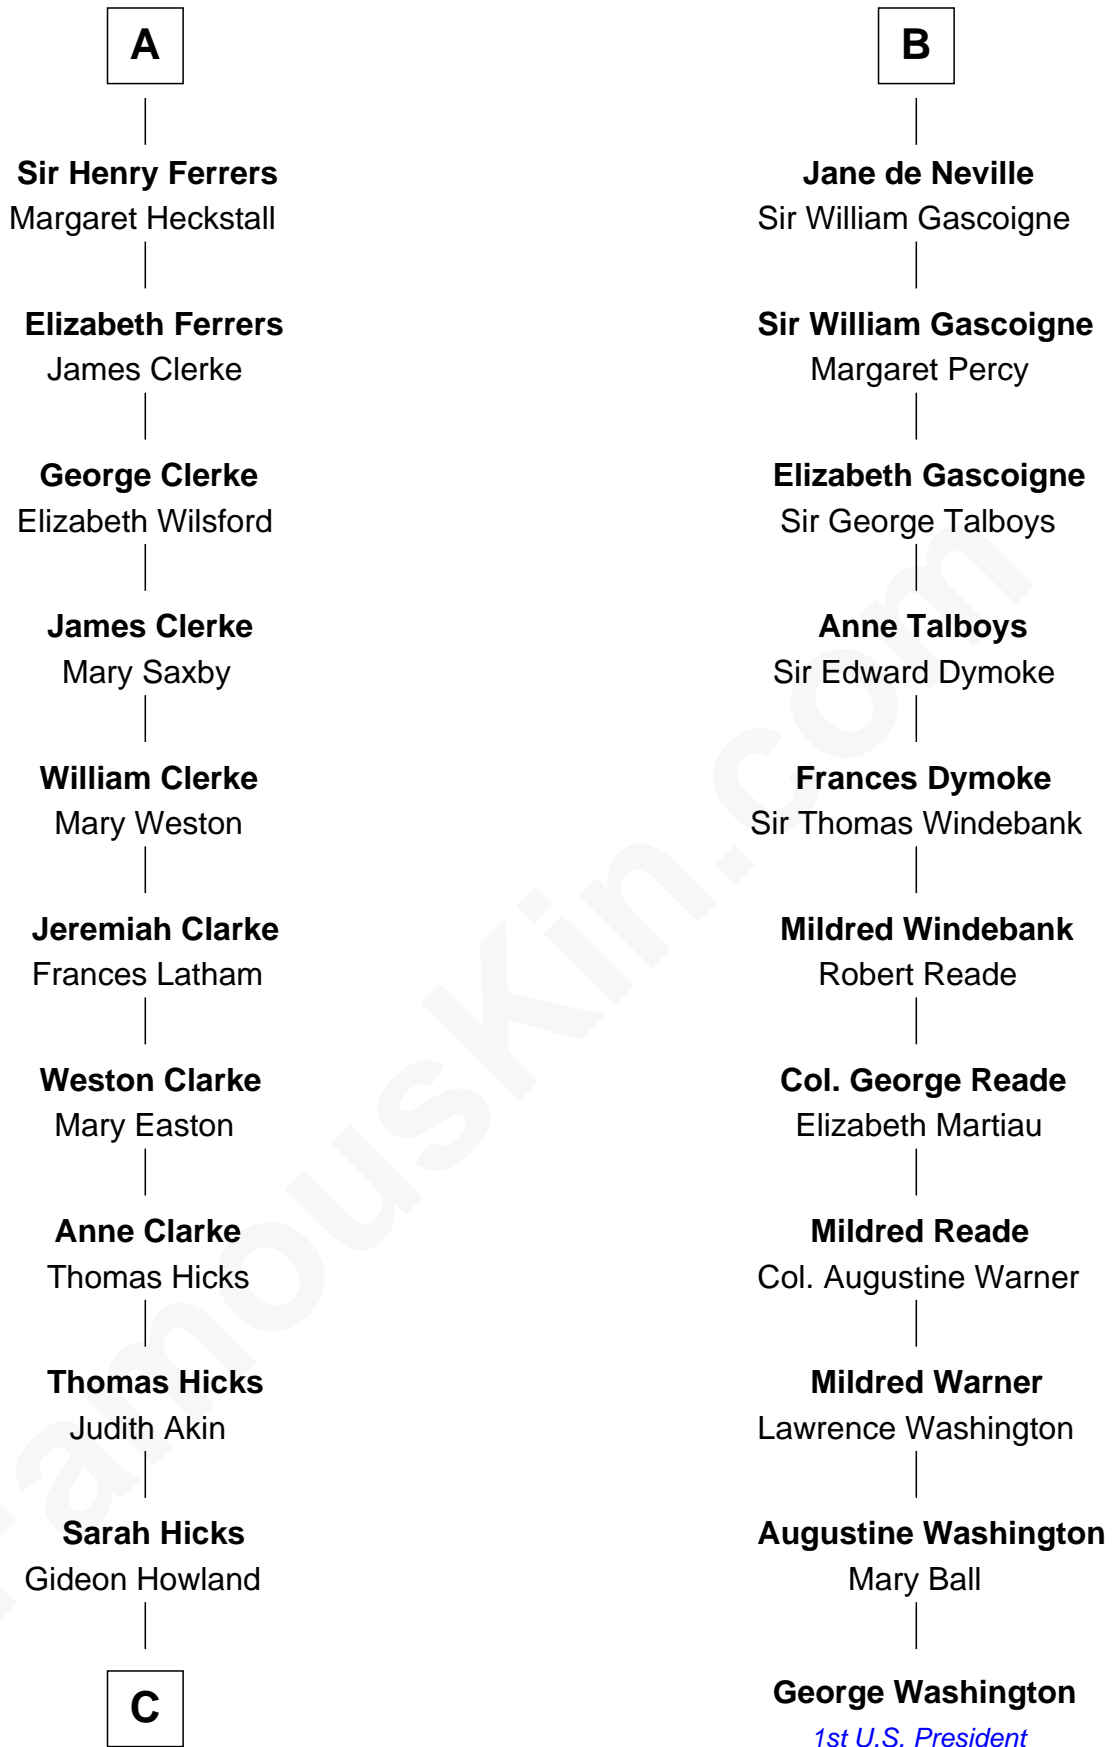 A
Sir Henry Ferrers
Margaret Heckstall
Elizabeth Ferrers
James Clerke
George Clerke
Elizabeth Wilsford
James Clerke
Mary Saxby
William Clerke
Mary Weston
Jeremiah Clarke
Frances Latham
Weston Clarke
Mary Easton
Anne Clarke
Thomas Hicks
Thomas Hicks
Judith Akin
Sarah Hicks
Gideon Howland
C
B
Jane de Neville
Sir William Gascoigne
Sir William Gascoigne
Margaret Percy
Elizabeth Gascoigne
Sir George Talboys
Anne Talboys
Sir Edward Dymoke
Frances Dymoke
Sir Thomas Windebank
Mildred Windebank
Robert Reade
Col. George Reade
Elizabeth Martiau
Mildred Reade
Col. Augustine Warner
Mildred Warner
Lawrence Washington
Augustine Washington
Mary Ball
George Washington
1st U.S. President
FamousKin.com